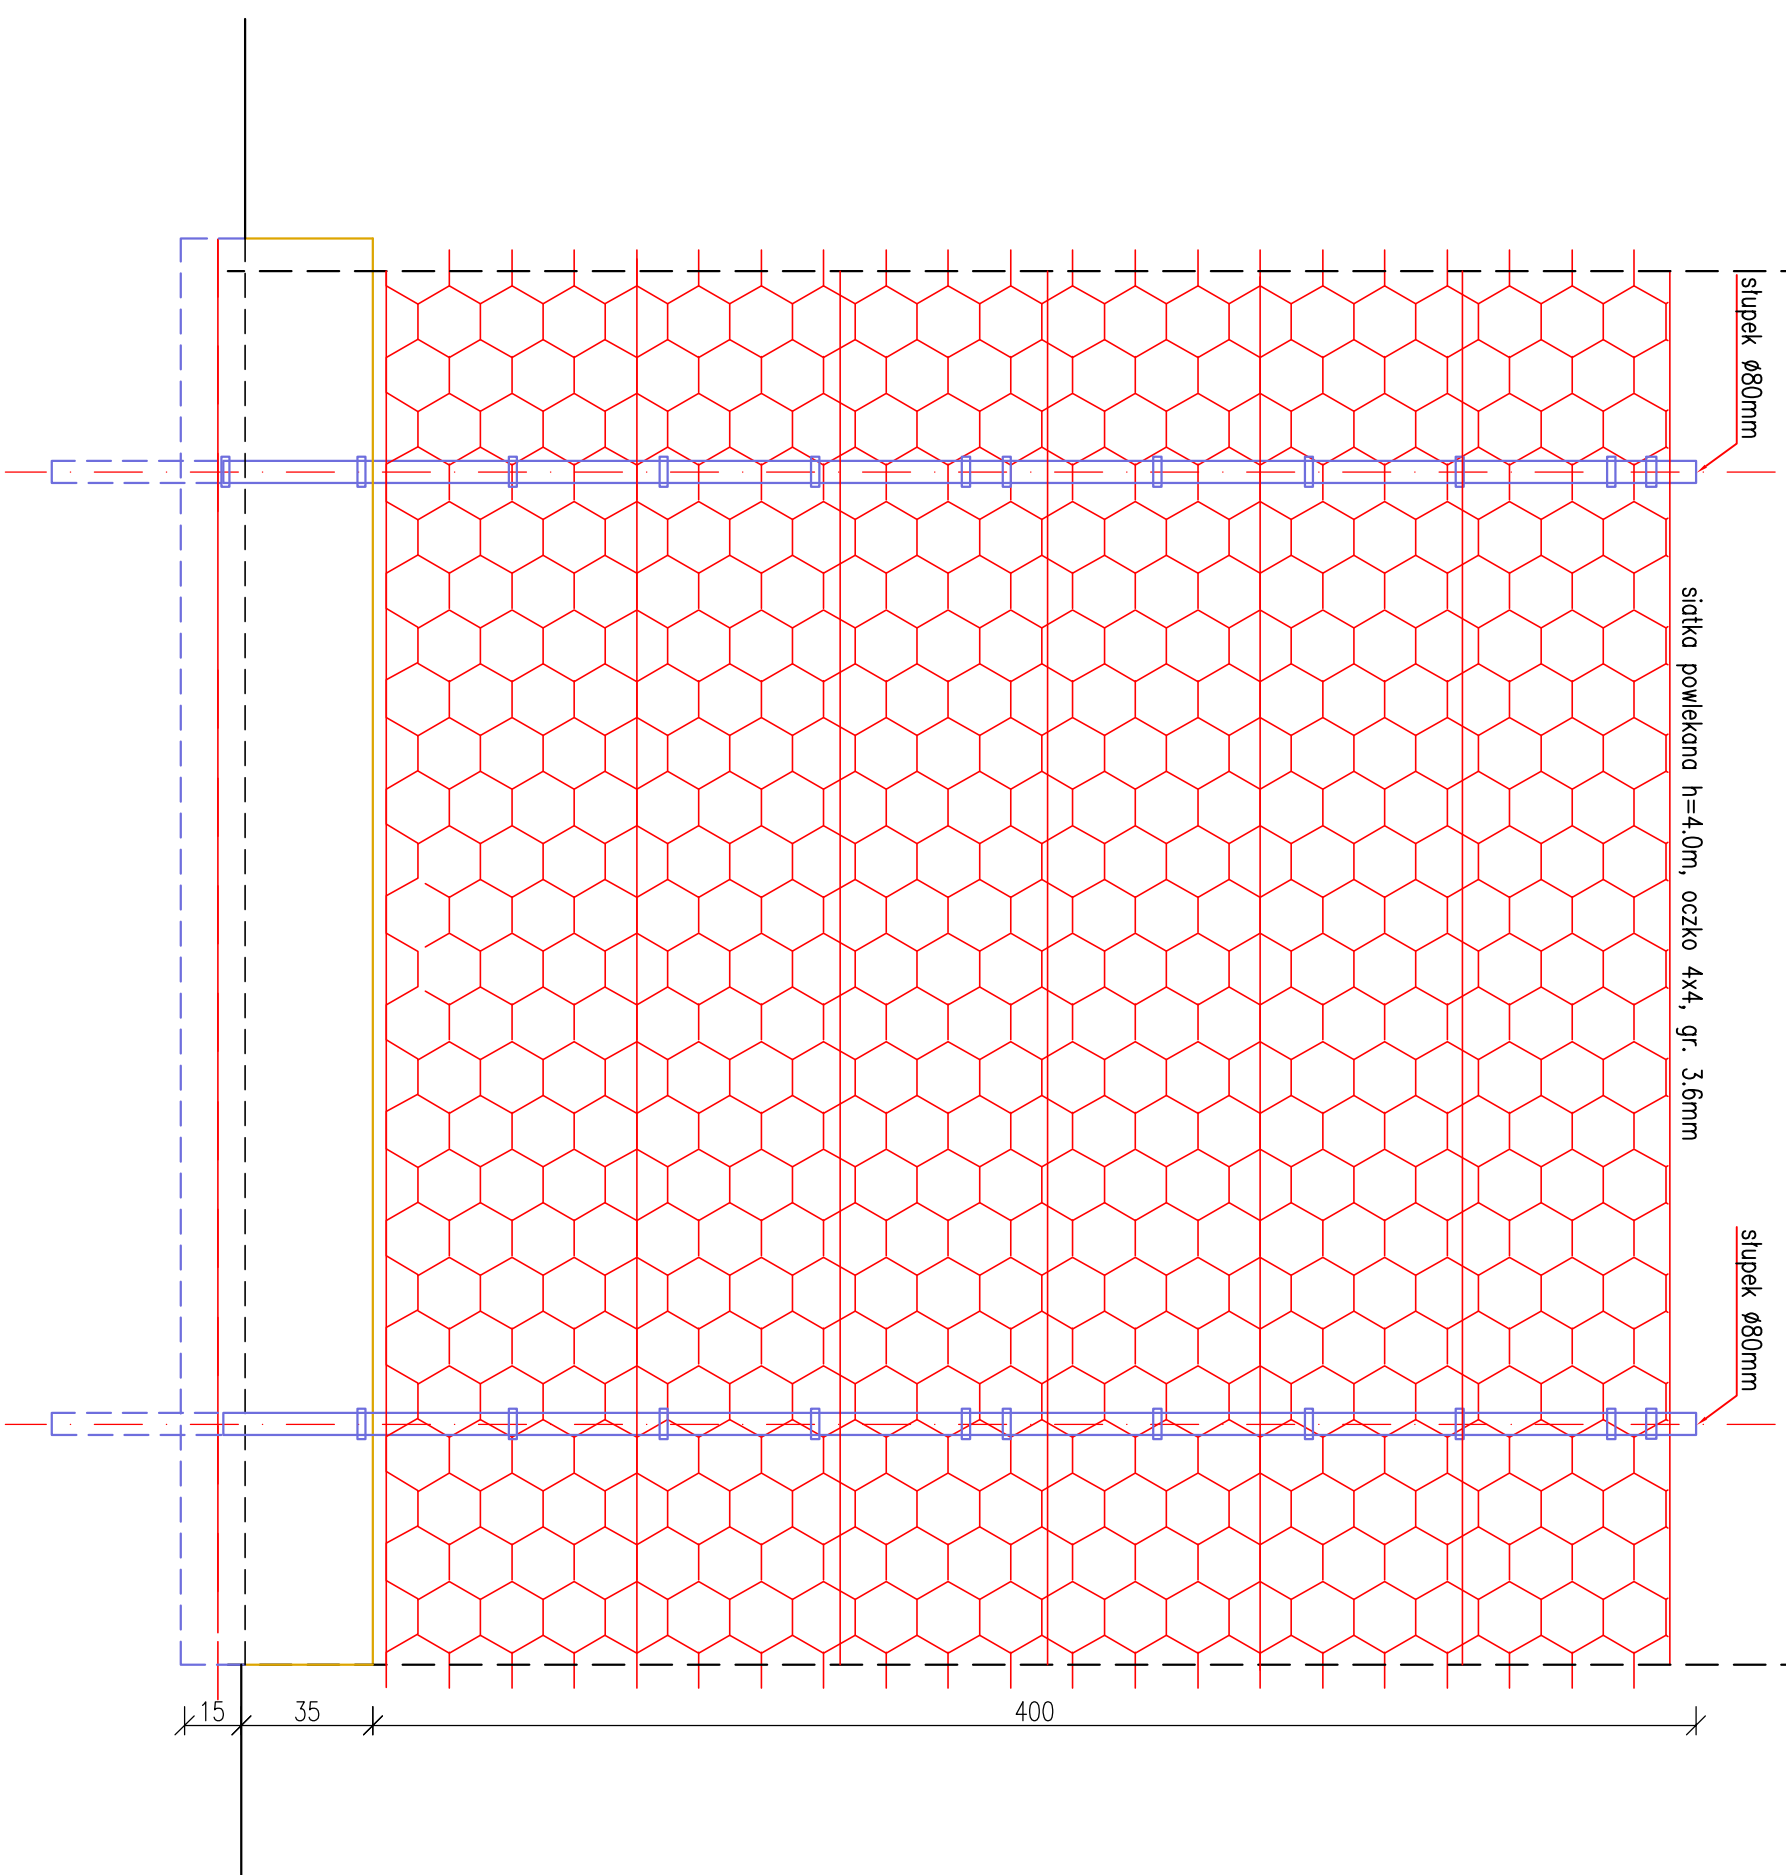 słupek ø80mm
siatka powlekana h=4.0m, oczko 4x4, gr. 3.6mm
słupek ø80mm
15
35
400